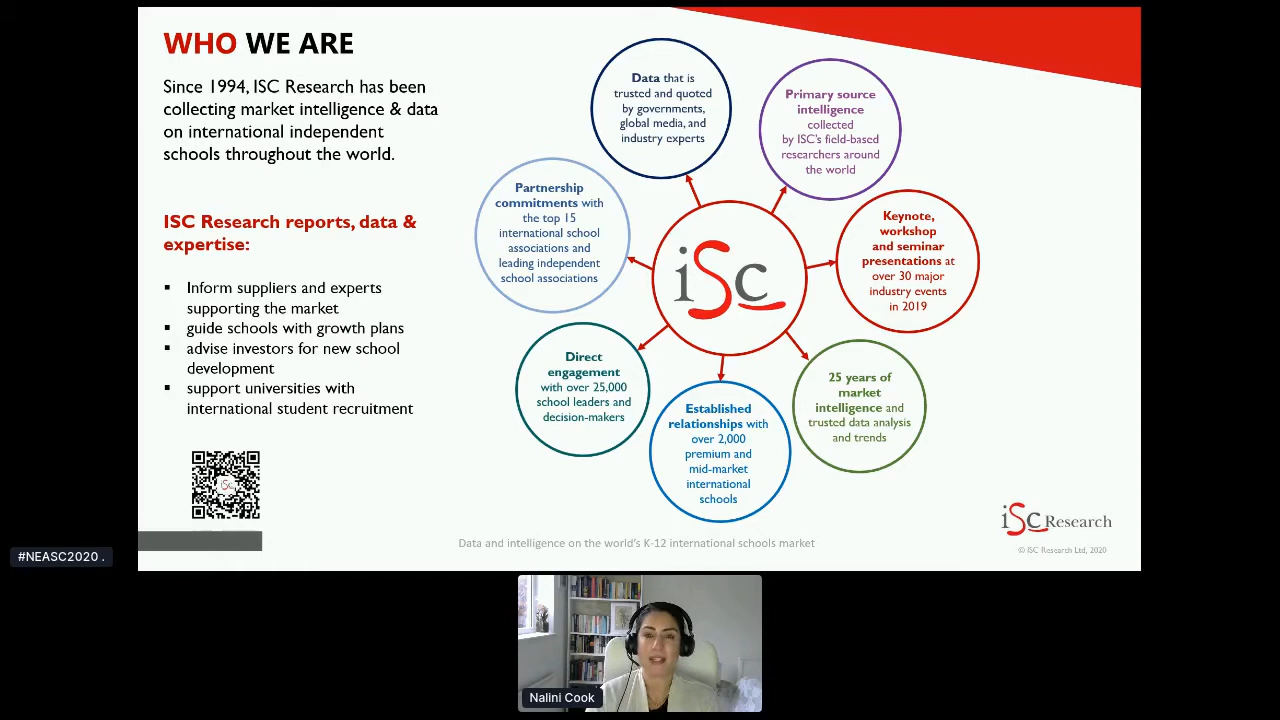 WHO WE ARE
Since 1994, ISC Research has been
collecting market intelligence & data
on international independent
schools throughout the world.
ISC Research reports, data &
expertise:
▪ Inform suppliers and experts
supporting the market
▪ guide schools with growth plans
▪ advise investors for new school
development
▪ support universities with
international student recruitment
Data that is
trusted and quoted
by governments,
global media, and
industry experts
Primary source
intelligence
collected
by ISC's field-based
researchers around
the world
Partnership
commitments with
the top 15
international school
associations and
leading independent
school associations
Keynote,
workshop
and seminar
presentations at
over 30 major
industry events
in 2019
iSc
Direct
engagement
with over 25,000
school leaders and
decision-makers
Established
relationships with
over 2,000
premium and
mid-market
international
schools
25 years of
market
intelligence and
trusted data analysis
and trends
iSc
iSc Research
Data and intelligence on the world's K-12 international schools market
© ISC Research Ltd, 2020
#NEASC2020 .
Nalini Cook